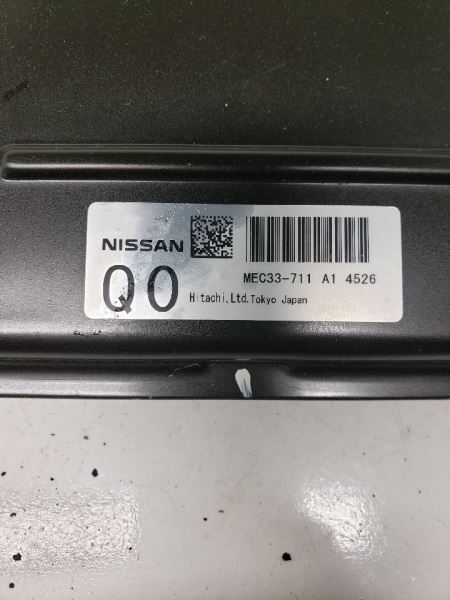 NISSAN
Q0
MEC33-711 A1 4526
Hitachi,Ltd.Tokyo Japan